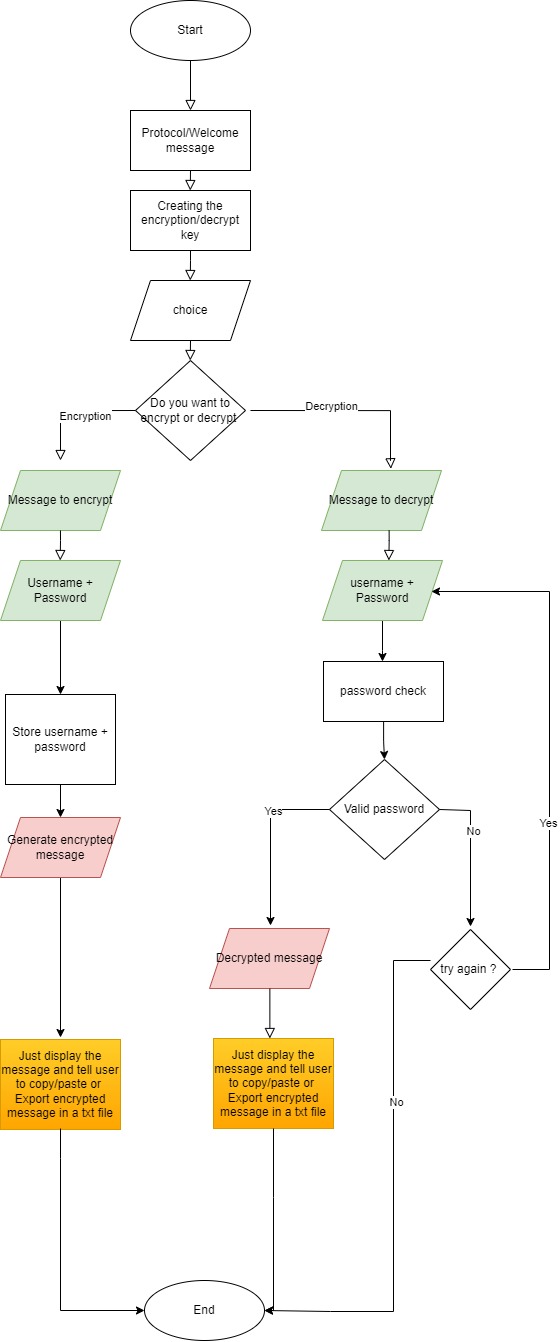 Start
Protocol/Welcome
message
Creating the
encryption/decrypt
key
choice
Do you want to
encrypt or decrypt
Encryption
Decryption
Message to encrypt
Message to decrypt
Username +
Password
username +
Password
password check
Store username +
password
Valid password
Yes
No
Yes
Generate encrypted
message
Decrypted message
try again ?
Just display the
message and tell user
to copy/paste or
Export encrypted
message in a txt file
Just display the
message and tell user
to copy/paste or
Export encrypted
message in a txt file
No
End